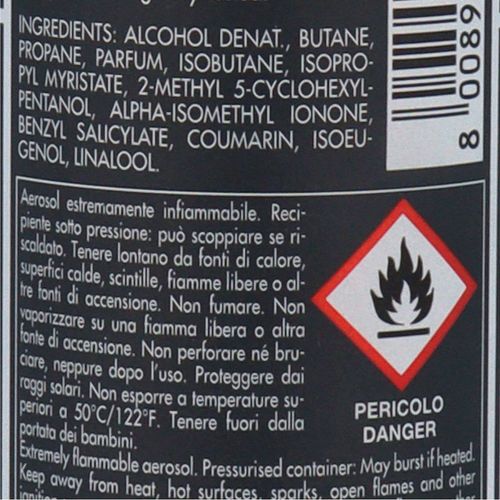 INGREDIENTS: ALCOHOL DENAT., BUTANE,
PROPANE, PARFUM, ISOBUTANE, ISOPRO-
PYL MYRISTATE, 2-METHYL 5-CYCLOHEXYL-
PENTANOL, ALPHA-ISOMETHYL IONONE,
BENZYL SALICYLATE, COUMARIN, ISOEU-
GENOL, LINALOOL.
8 0089
Aerosol estremamente infiammabile. Reci-
piente sotto pressione: può scoppiare se ri-
scaldato. Tenere lontano da fonti di calore,
superfici calde, scintille, fiamme libere o al-
tre fonti di accensione. Non fumare. Non
vaporizzare su una fiamma libera o altra
fonte di accensione. Non perforare né bru-
ciare, neppure dopo l'uso. Proteggere dai
raggi solari. Non esporre a temperature su-
periori a 50°C/122°F. Tenere fuori dalla
portata dei bambini.
PERICOLO
DANGER
Extremely flammable aerosol. Pressurised container: May burst if heated.
Keep away from heat, hot surfaces, sparks, open flames and other